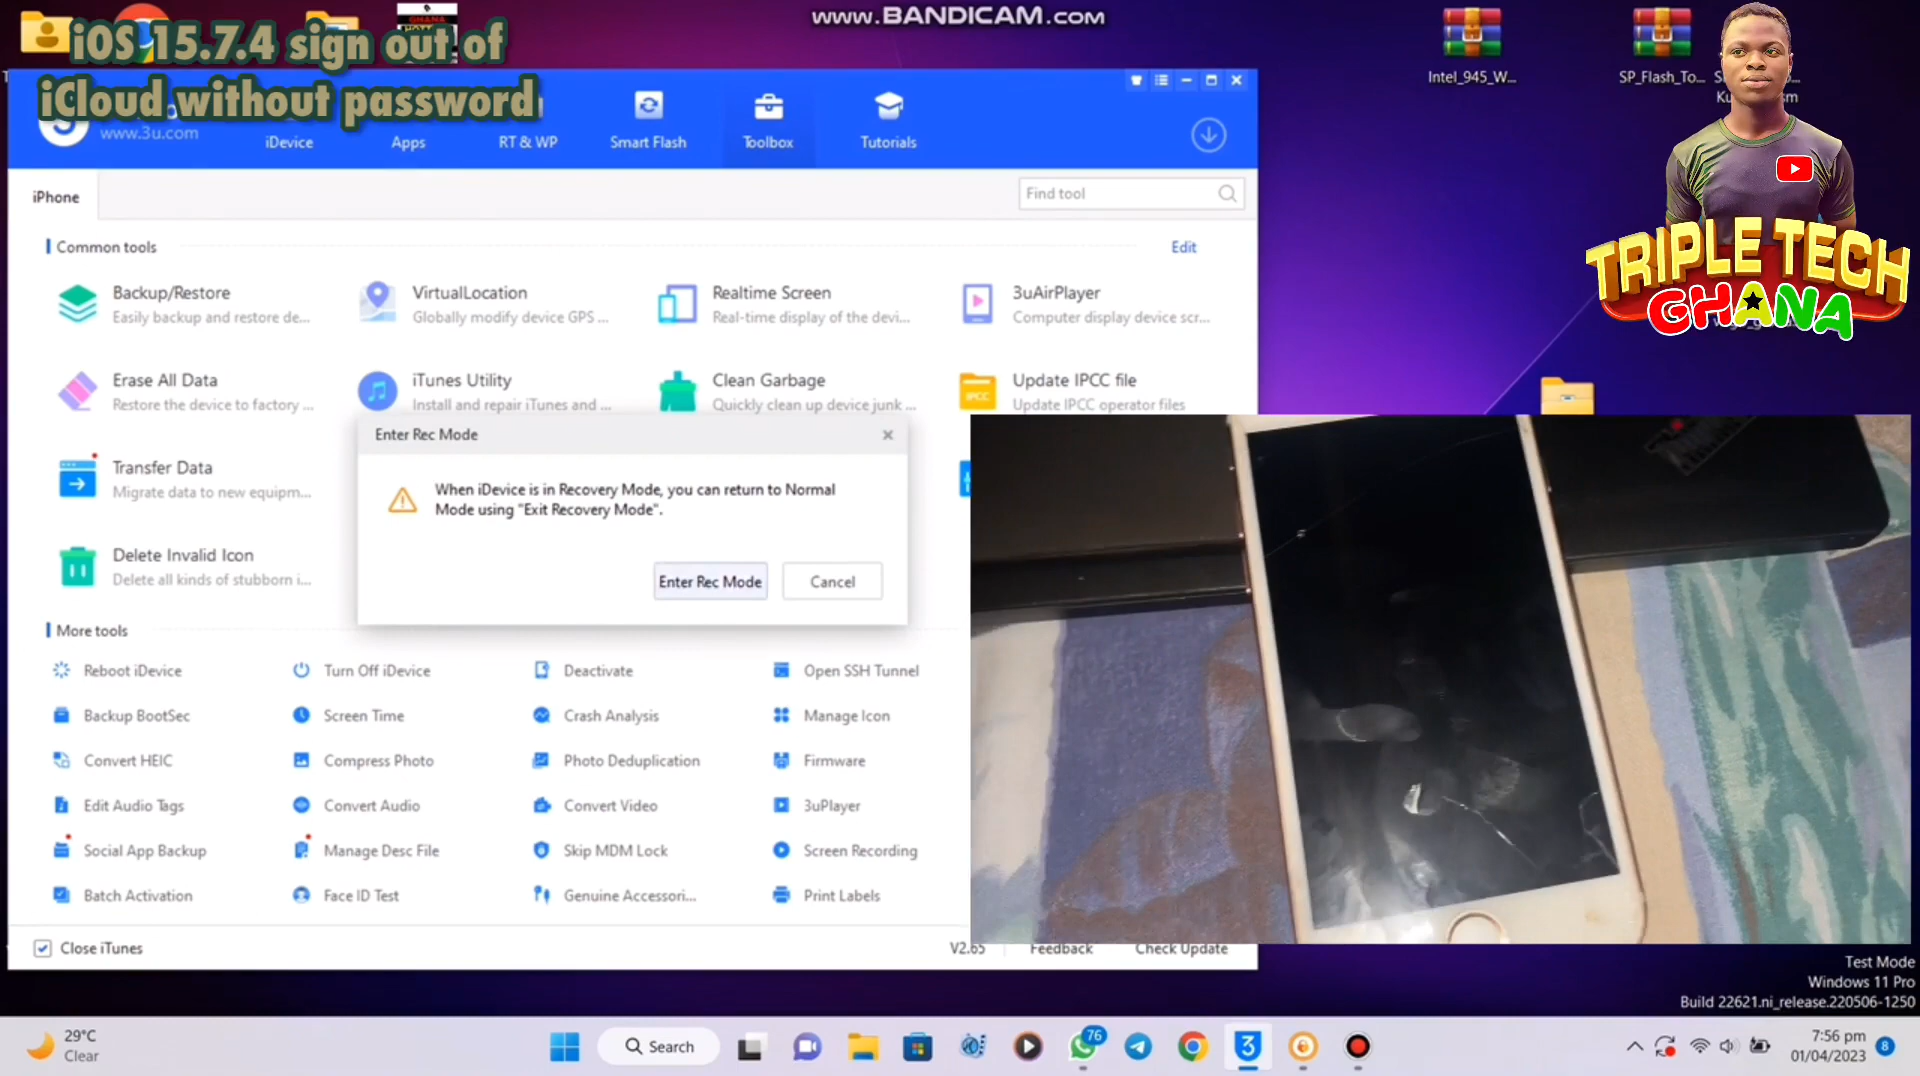 www.BANDICAM.com
iOS 15.7.4 sign out of
iCloud without password
www.3u.com
iDevice
Apps
RT & WP
Smart Flash
Toolbox
Tutorials
Intel_945_W...
SP_Flash_To...
TRIPLE TECH
GHANA
iPhone
Find tool
Common tools
Edit
Backup/Restore
Easily backup and restore de...
VirtualLocation
Globally modify device GPS ...
Realtime Screen
Real-time display of the devi...
3uAirPlayer
Computer display device scr...
Erase All Data
Restore the device to factory ...
iTunes Utility
Install and repair iTunes and ...
Clean Garbage
Quickly clean up device junk ...
Update IPCC file
Update IPCC operator files
Transfer Data
Migrate data to new equipm...
Delete Invalid Icon
Delete all kinds of stubborn i...
Enter Rec Mode
When iDevice is in Recovery Mode, you can return to Normal
Mode using "Exit Recovery Mode".
Enter Rec Mode
Cancel
More tools
Reboot iDevice
Turn Off iDevice
Deactivate
Open SSH Tunnel
Backup BootSec
Screen Time
Crash Analysis
Manage Icon
Convert HEIC
Compress Photo
Photo Deduplication
Firmware
Edit Audio Tags
Convert Audio
Convert Video
3uPlayer
Social App Backup
Manage Desc File
Skip MDM Lock
Screen Recording
Batch Activation
Face ID Test
Genuine Accessori...
Print Labels
Close iTunes
V2.65
Feedback
Check Update
Test Mode
Windows 11 Pro
Build 22621.ni_release.220506-1250
29°C
Clear
Search
76
7:56 pm
01/04/2023
8